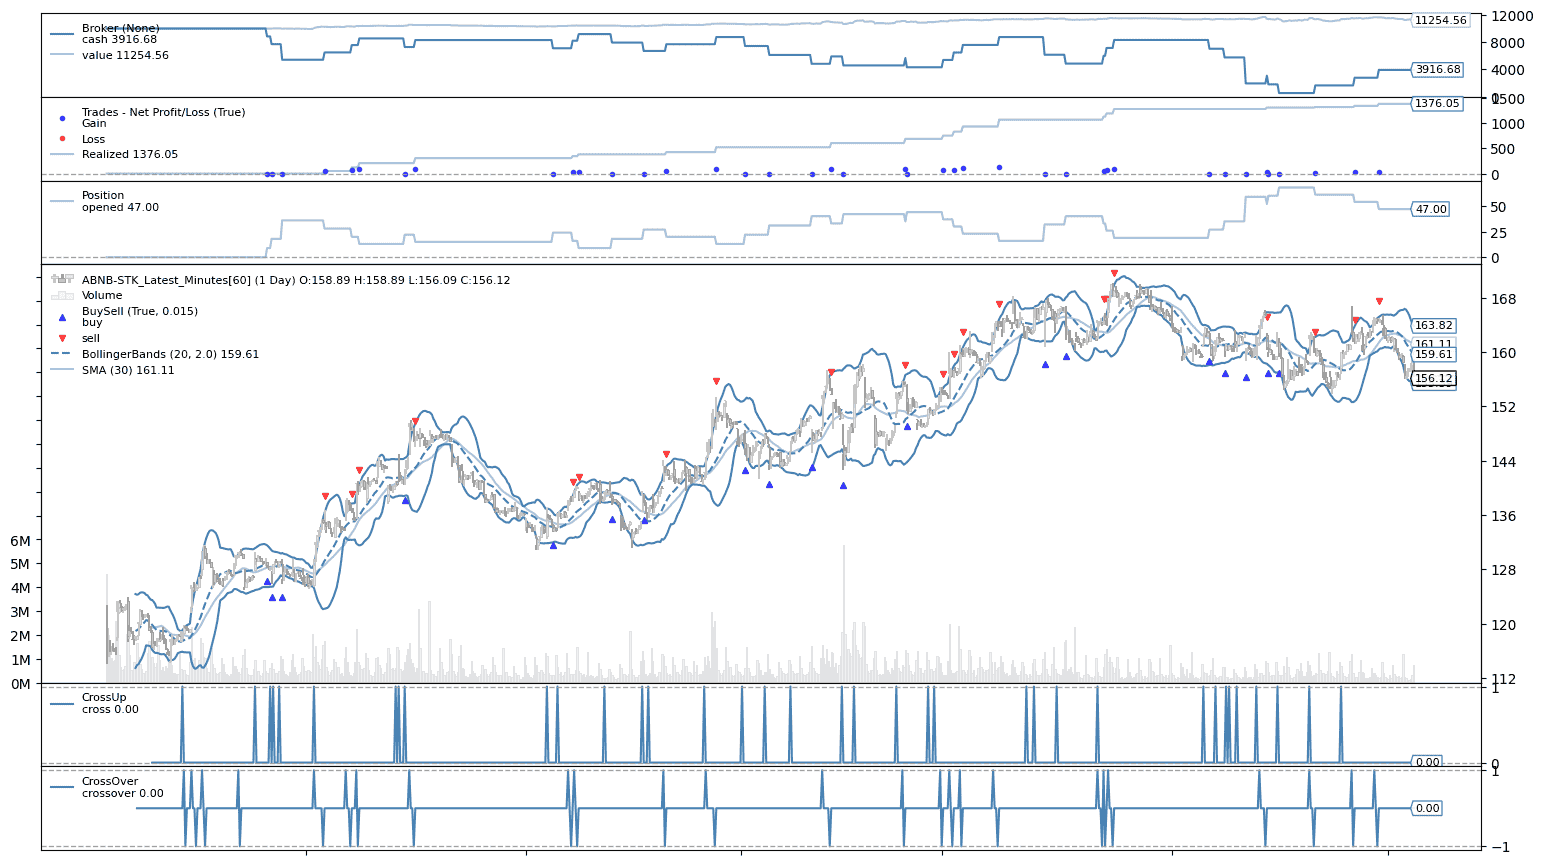 Broker (None)
cash 3916.68
value 11254.56
11254.56
3916.68
12000
8000
4000
0
Trades - Net Profit/Loss (True)
Gain
Loss
Realized 1376.05
1376.05
1500
1000
500
0
Position
opened 47.00
47.00
50
25
0
ABNB-STK_Latest_Minutes[60] (1 Day) O:158.89 H:158.89 L:156.09 C:156.12
Volume
BuySell (True, 0.015)
buy
sell
BollingerBands (20, 2.0) 159.61
SMA (30) 161.11
163.82
161.11
159.61
156.12
168
160
152
144
136
128
120
112
6M
5M
4M
3M
2M
1M
0M
CrossUp
cross 0.00
0.00
1
0
CrossOver
crossover 0.00
0.00
1
−1